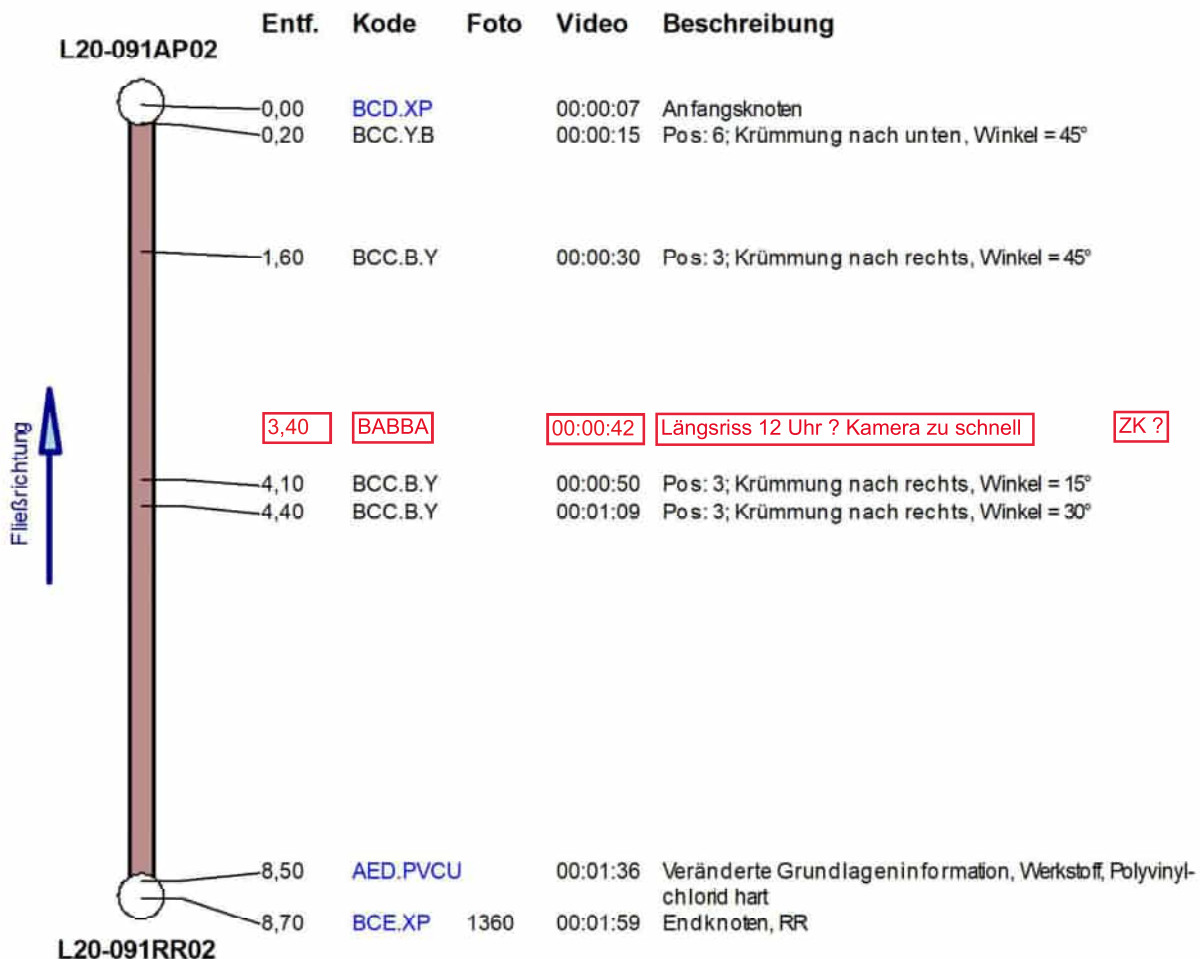 Entf. Kode Foto Video Beschreibung
L20-091AP02
0,00 BCD.XP 00:00:07 Anfangsknoten
0,20 BCC.Y.B 00:00:15 Pos: 6; Krümmung nach unten, Winkel = 45°
1,60 BCC.B.Y 00:00:30 Pos: 3; Krümmung nach rechts, Winkel = 45°
3,40 BABBA 00:00:42 Längsriss 12 Uhr ? Kamera zu schnell ZK ?
Fließrichtung
4,10 BCC.B.Y 00:00:50 Pos: 3; Krümmung nach rechts, Winkel = 15°
4,40 BCC.B.Y 00:01:09 Pos: 3; Krümmung nach rechts, Winkel = 30°
8,50 AED.PVCU 00:01:36 Veränderte Grundlageninformation, Werkstoff, Polyvinyl-
chlorid hart
8,70 BCE.XP 1360 00:01:59 Endknoten, RR
L20-091RR02